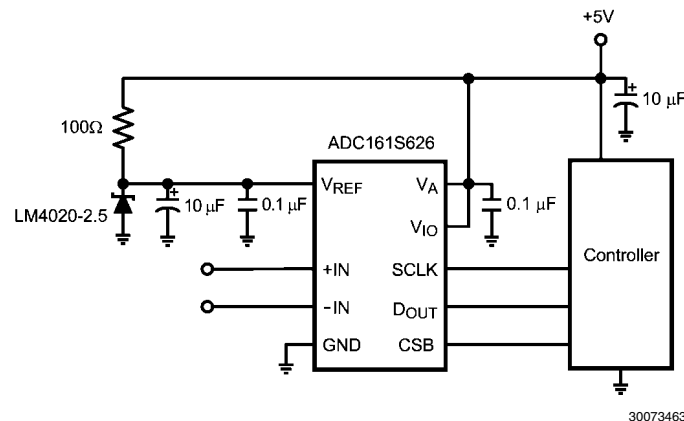 +5V
10 µF
100Ω
ADC161S626
VREF
VA
LM4020-2.5
10 µF
0.1 µF
0.1 µF
VIO
Controller
+IN
SCLK
−IN
DOUT
GND
CSB
30073463